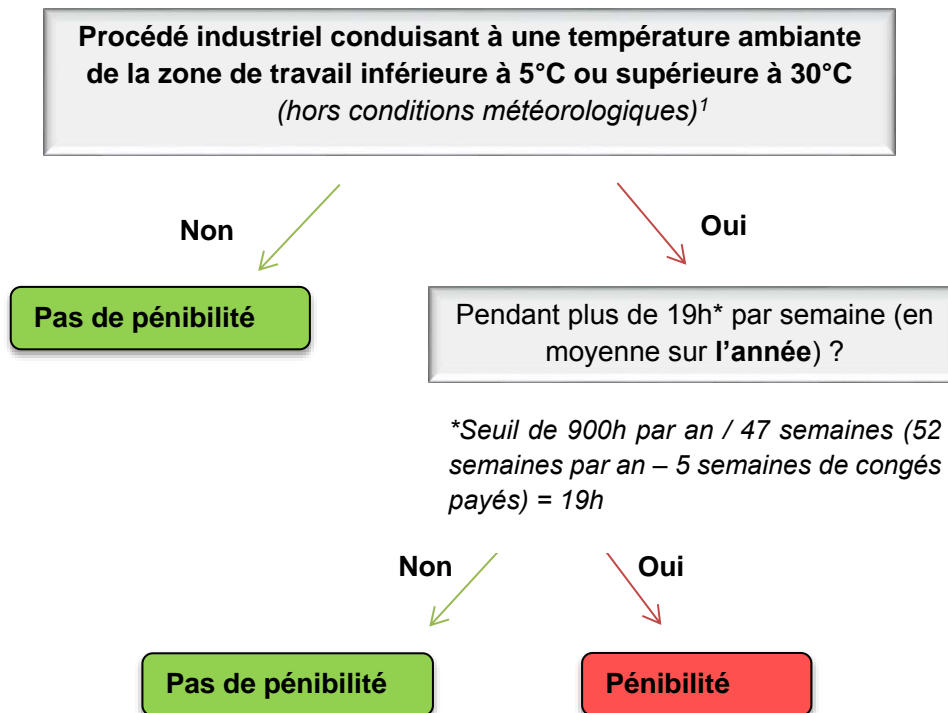 Procédé industriel conduisant à une température ambiante
de la zone de travail inférieure à 5°C ou supérieure à 30°C
(hors conditions météorologiques)1
Non
Oui
Pas de pénibilité
Pendant plus de 19h* par semaine (en
moyenne sur l'année) ?
*Seuil de 900h par an / 47 semaines (52
semaines par an – 5 semaines de congés
payés) = 19h
Non
Oui
Pas de pénibilité
Pénibilité